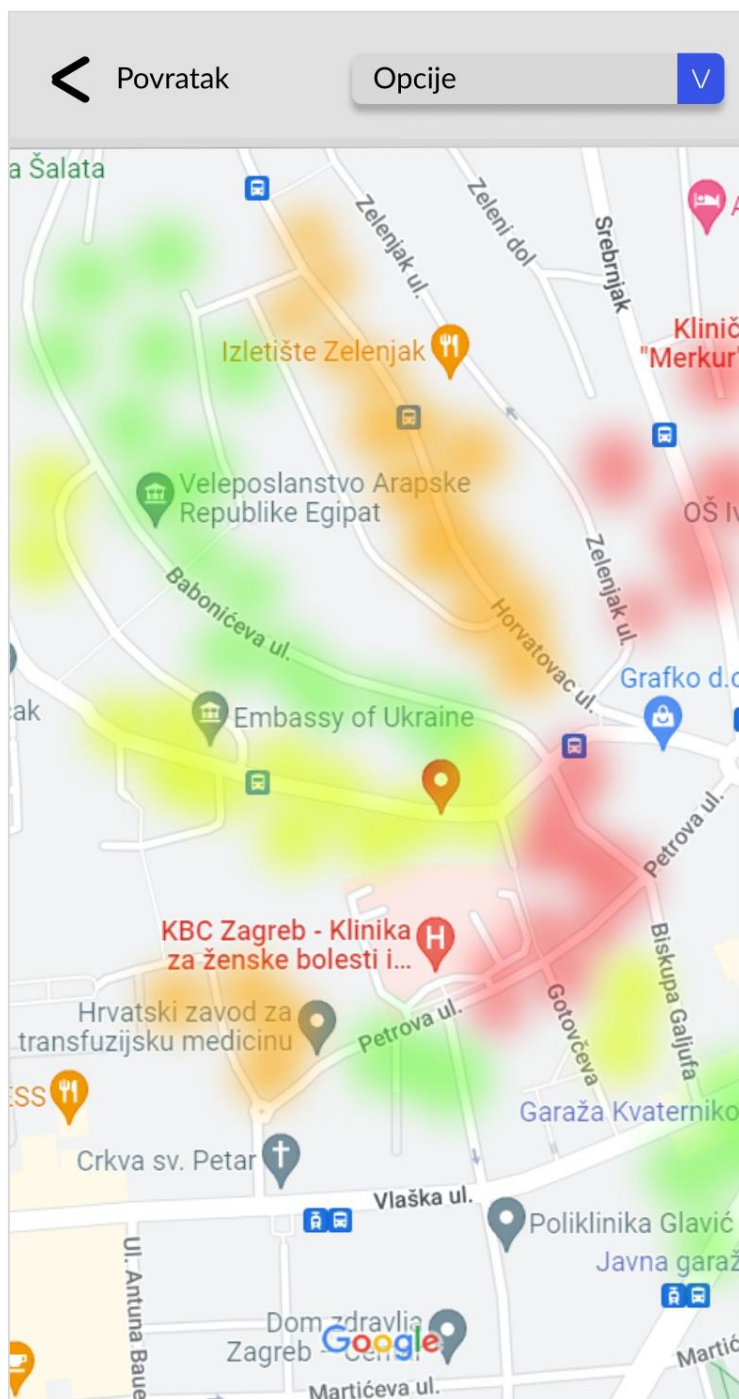 Povratak
Opcije
a Šalata
Zelenjak ul.
Zeleni dol
Srebrnjak
A
Klinič
"Merkur"
Izletište Zelenjak
Veleposlanstvo Arapske
Republike Egipat
OŠ Iv
Zelenjak ul.
Babonićeva ul.
Horvatovac ul.
Grafko d.o
ak
Embassy of Ukraine
Petrova ul.
KBC Zagreb - Klinika
za ženske bolesti i...
H
Biskupa Galjufa
Gotovčeva
Hrvatski zavod za
transfuzijsku medicinu
Petrova ul.
ESS
Garaža Kvaterniko
Crkva sv. Petar
Vlaška ul.
Poliklinika Glavić
Javna garaž
Ul. Antuna Baue
Dom zdravlja
Zagreb -
Google
Martić
Martićeva ul.